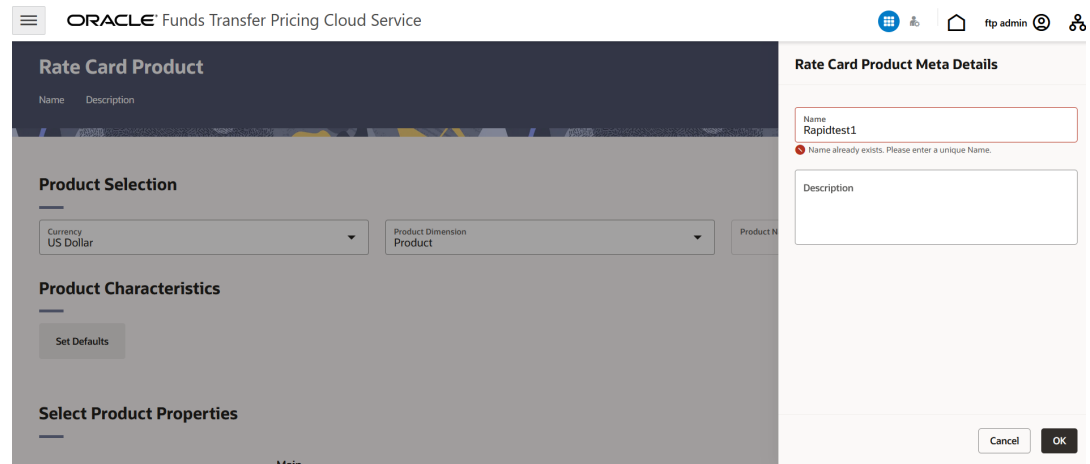 ORACLE® Funds Transfer Pricing Cloud Service
ftp admin
Rate Card Product
Name Description
Product Selection
Currency
US Dollar
Product Dimension
Product
Product N
Product Characteristics
Set Defaults
Select Product Properties
Rate Card Product Meta Details
Name
Rapidtest1
Name already exists. Please enter a unique Name.
Description
Cancel OK